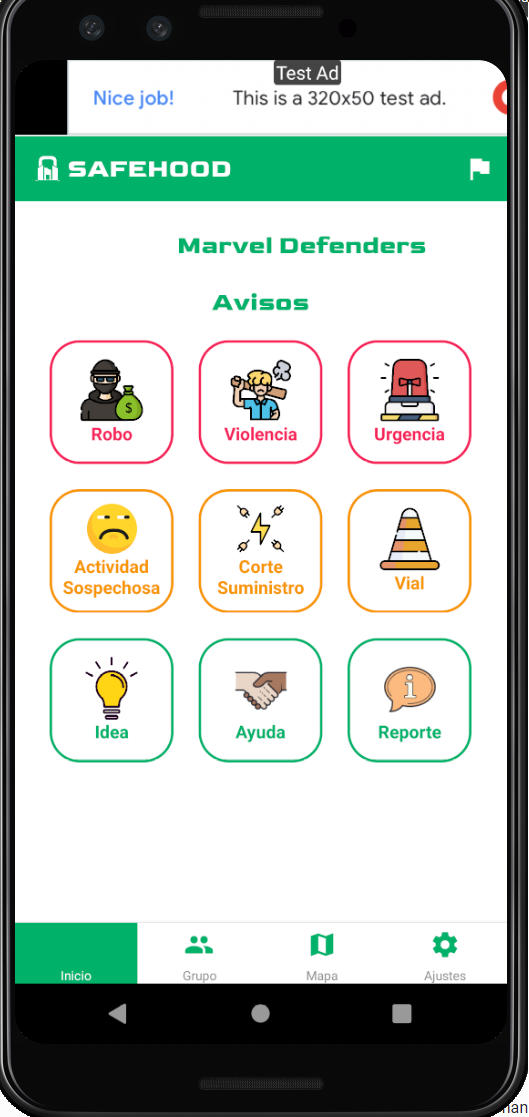 Test Ad
Nice job!
This is a 320x50 test ad.
SAFEHOOD
Marvel Defenders
Avisos
Robo
Violencia
Urgencia
Actividad
Sospechosa
Corte
Suministro
Vial
Idea
Ayuda
Reporte
Inicio
Grupo
Mapa
Ajustes